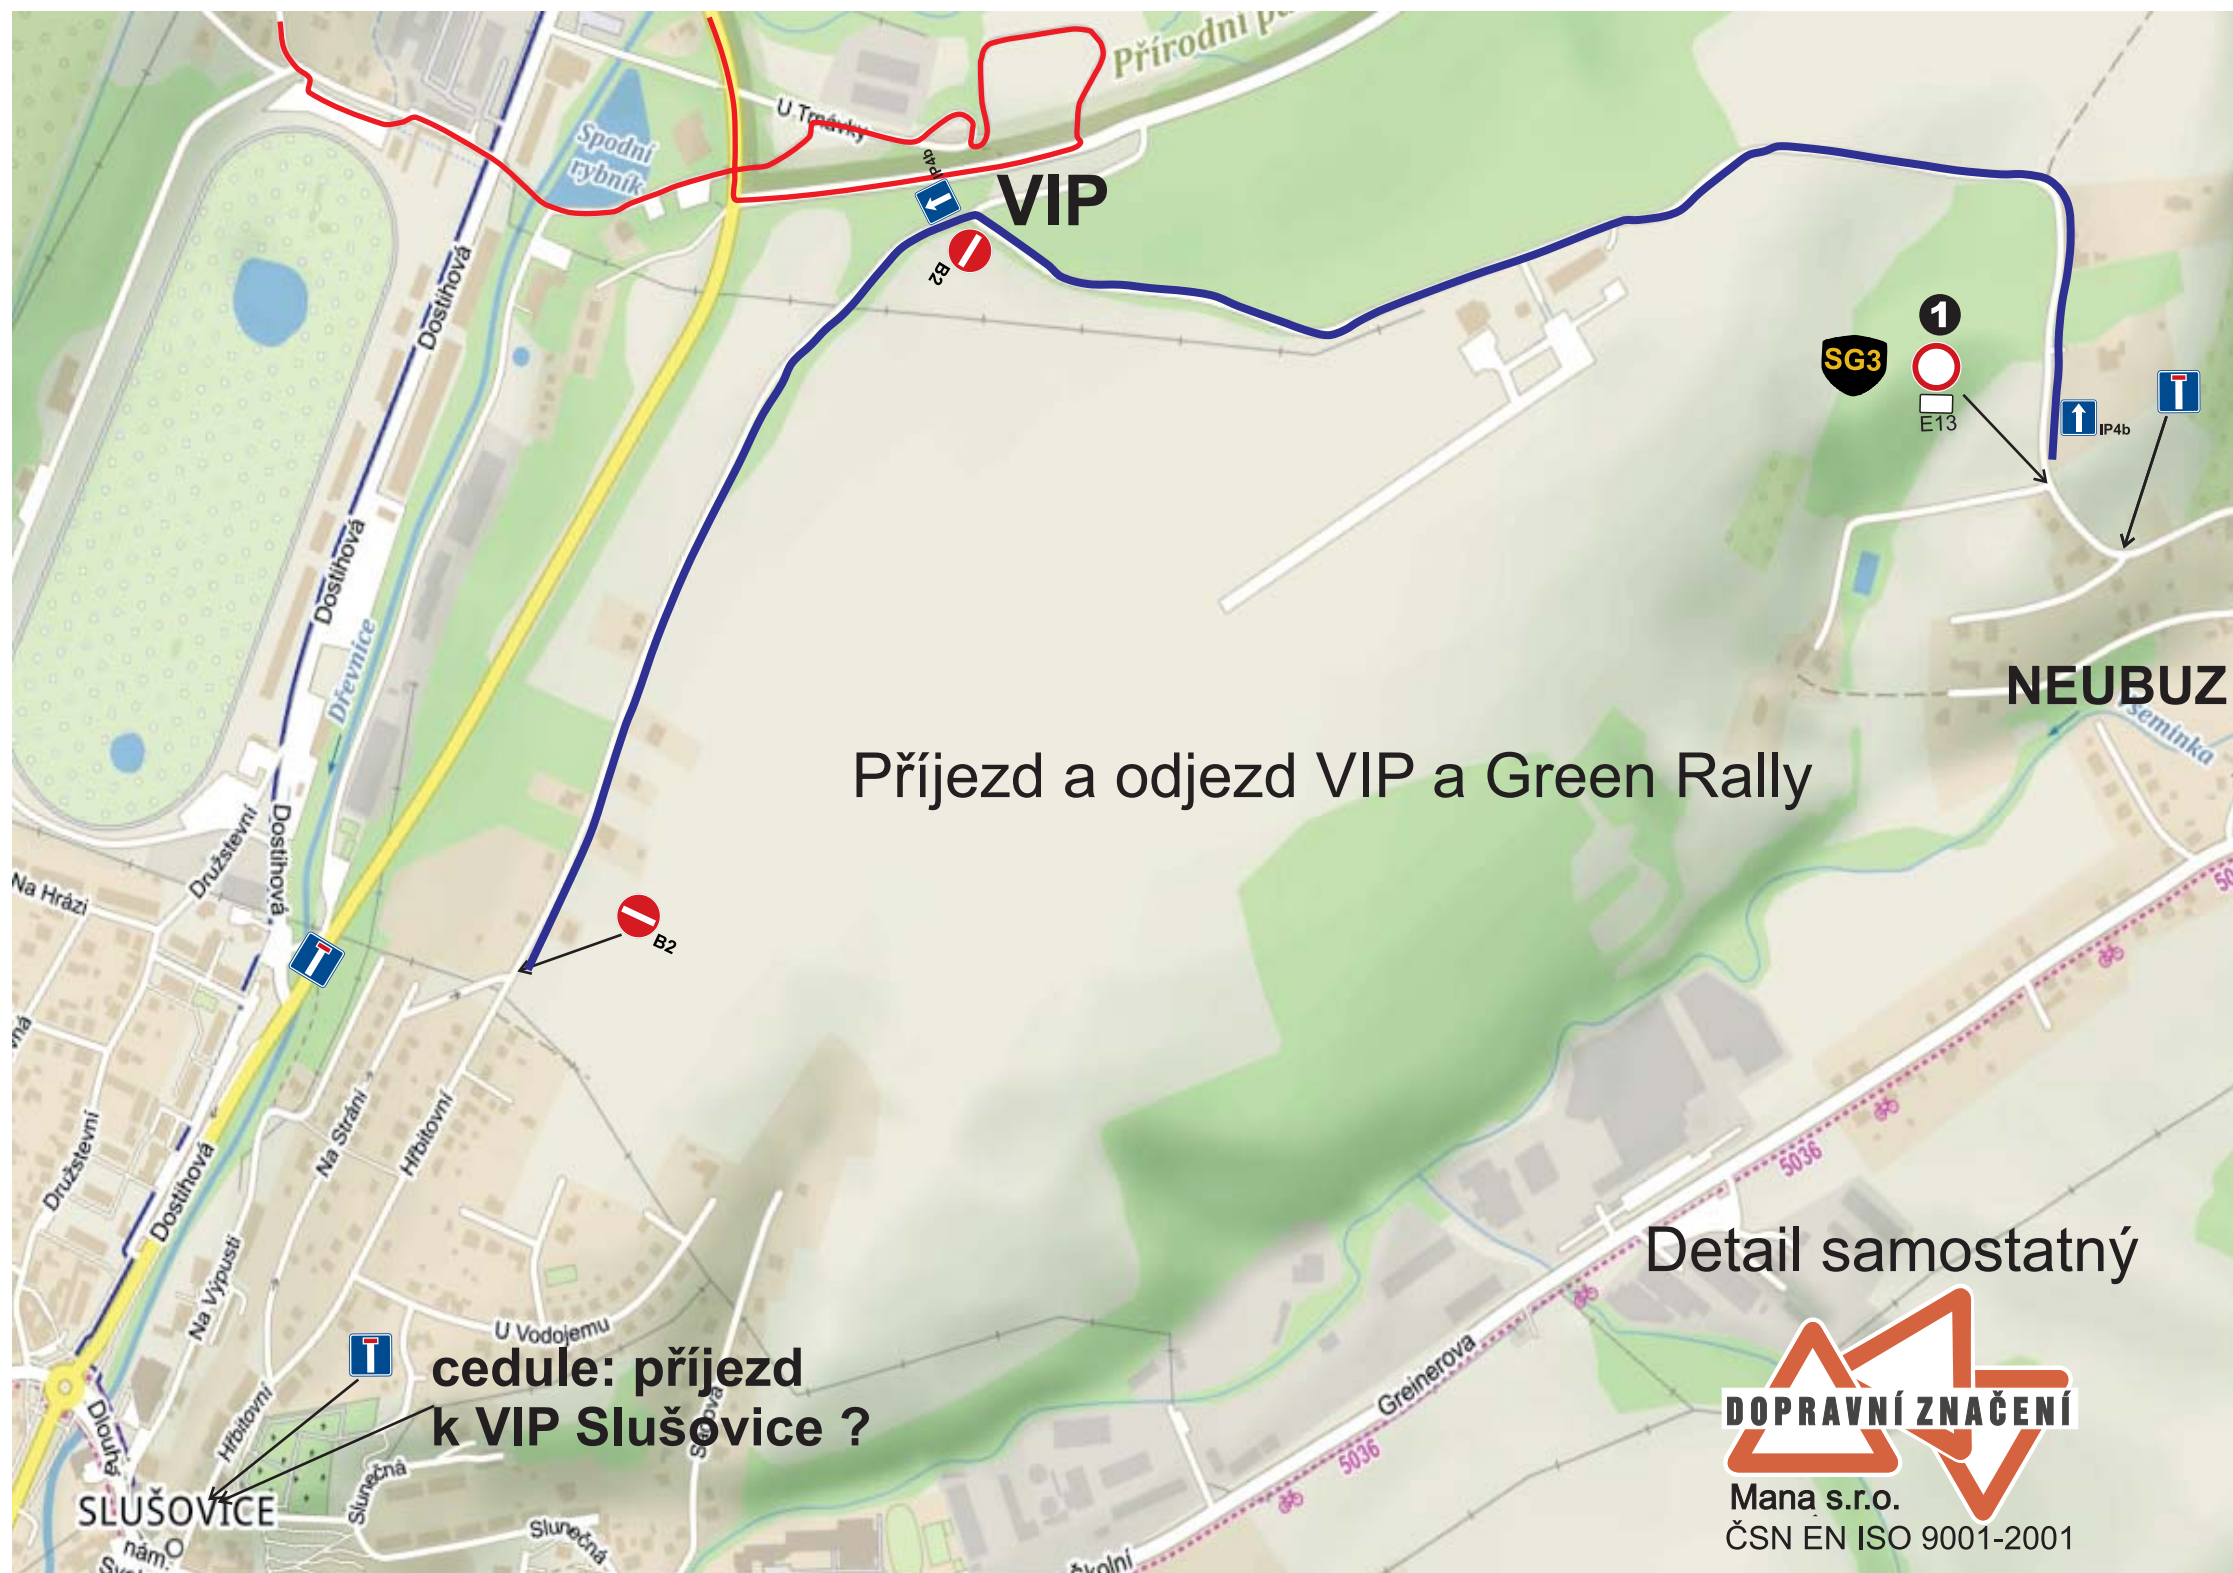 Přírodní
U Trnávky
Spodní
rybník
IP4b
VIP
B2
Dostihová
1
SG3
E13
IP4b
Dostihová
Dřevnice
NEUBUZ
Příjezd a odjezd VIP a Green Rally
Družstevní
Dostihová
Na Hrázi
B2
Na Stráni
Hřbitovní
Družstevní
Dostihová
5036
Na Výpusti
Detail samostatný
U Vodojemu
cedule: příjezd
k VIP Slušovice ?
Greinerova
Dlouhá
Hřbitovní
Slunečná
5036
DOPRAVNÍ ZNAČENÍ
Mana s.r.o.
ČSN EN ISO 9001-2001
SLUŠOVICE
nám.
Slunečná
Školní